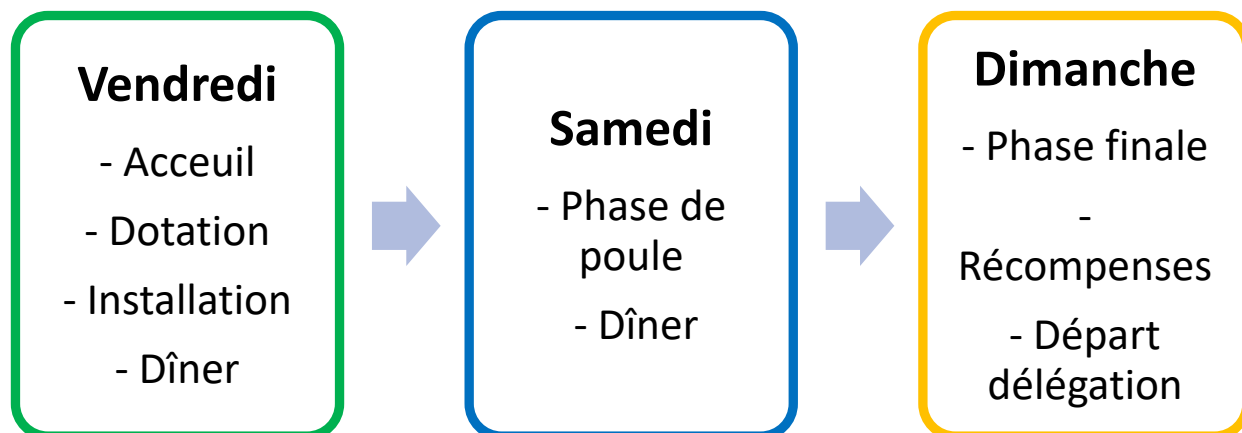 Vendredi
- Acceuil
- Dotation
- Installation
- Dîner
Samedi
- Phase de
poule
- Dîner
Dimanche
- Phase finale
-
Récompenses
- Départ
délégation